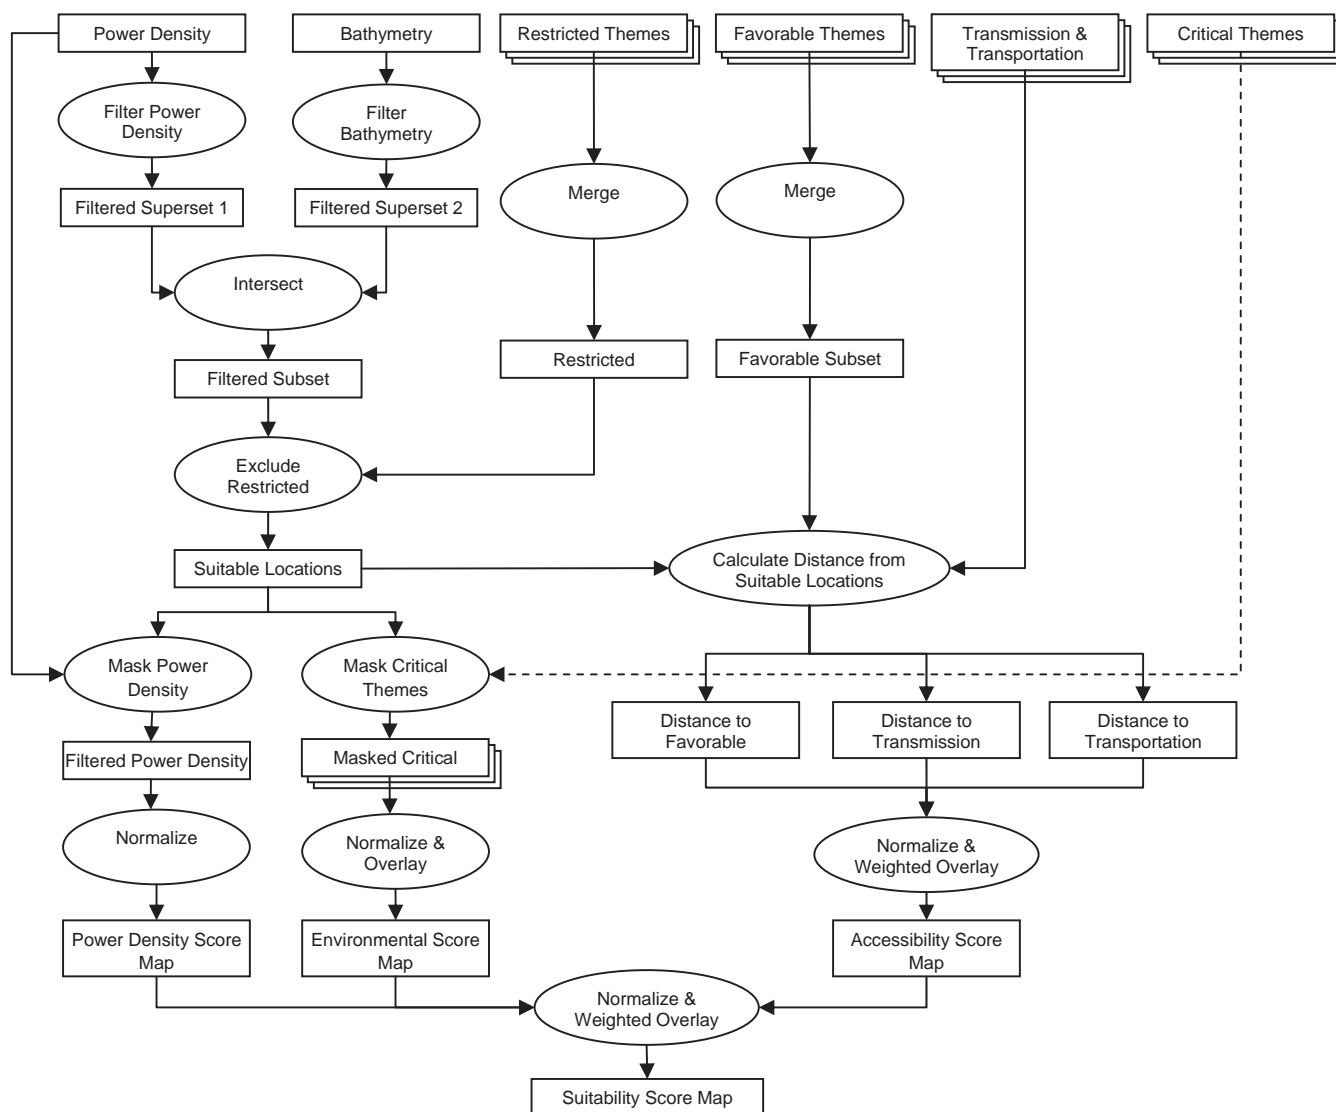 Power Density
Bathymetry
Restricted Themes
Favorable Themes
Transmission &
Transportation
Critical Themes
Filter Power
Density
Filter
Bathymetry
Merge
Merge
Filtered Superset 1
Filtered Superset 2
Intersect
Filtered Subset
Restricted
Favorable Subset
Exclude
Restricted
Suitable Locations
Calculate Distance from
Suitable Locations
Mask Power
Density
Mask Critical
Themes
Distance to
Favorable
Distance to
Transmission
Distance to
Transportation
Filtered Power Density
Masked Critical
Normalize
Normalize &
Overlay
Normalize &
Weighted Overlay
Power Density Score
Map
Environmental Score
Map
Accessibility Score
Map
Normalize &
Weighted Overlay
Suitability Score Map